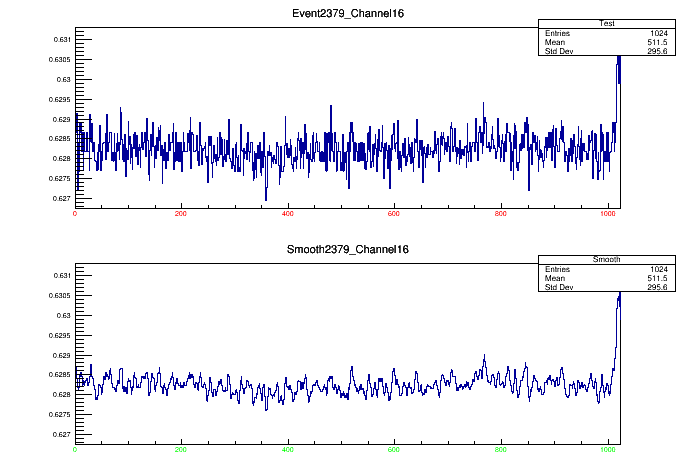 Event2379_Channel16
Test
Entries 1024
Mean 511.5
Std Dev 295.6
0.631
0.6305
0.63
0.6295
0.629
0.6285
0.628
0.6275
0.627
0 200 400 600 800 1000
Smooth2379_Channel16
Smooth
Entries 1024
Mean 511.5
Std Dev 295.6
0.631
0.6305
0.63
0.6295
0.629
0.6285
0.628
0.6275
0.627
0 200 400 600 800 1000